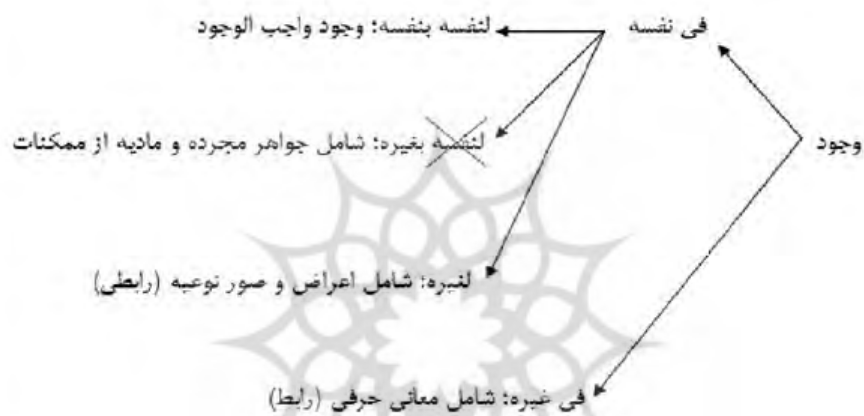 فی نفسه لنفسه بنفسه: وجود واجب الوجود
لنفسه بغیره: شامل جواهر مجرده و مادیه از ممکنات
وجود
لغیره: شامل اعراض و صور نوعیه (رابطی)
فی غیره: شامل معانی حرفی (رابط)